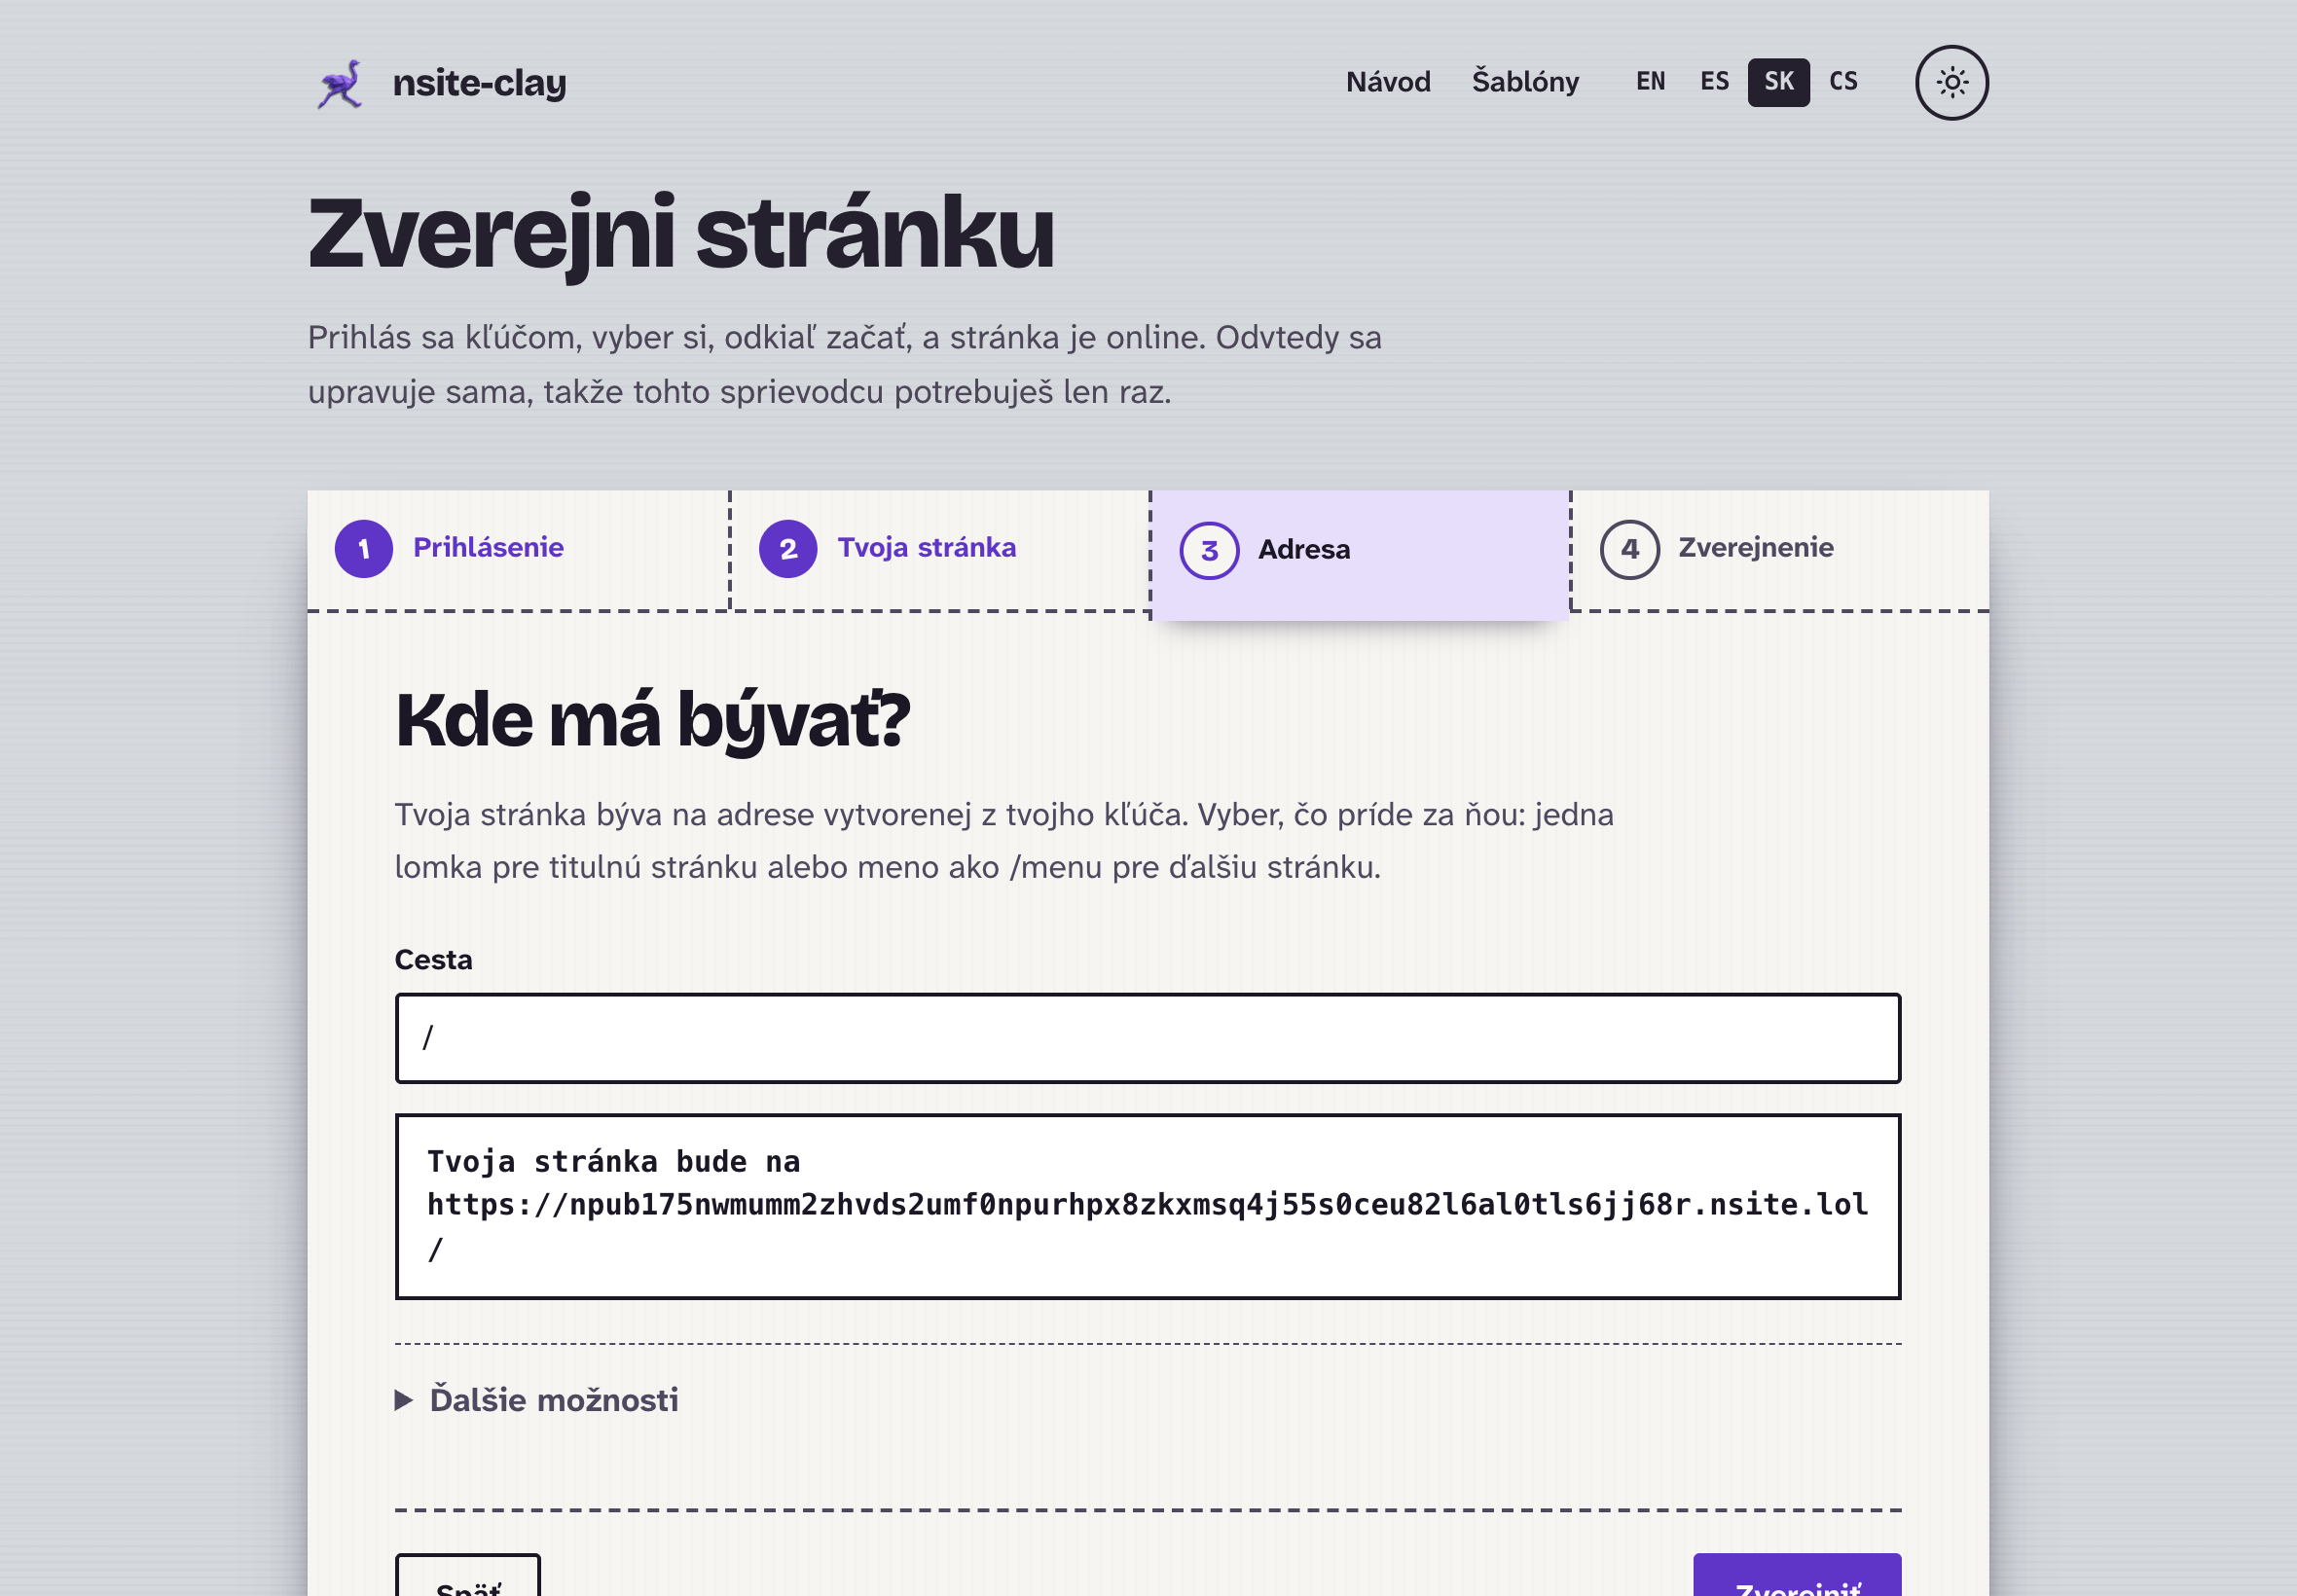 nsite-clay
Návod Šablóny EN ES SK CS
Zverejni stránku
Prihlás sa kľúčom, vyber si, odkiaľ začať, a stránka je online. Odvtedy sa
upravuje sama, takže tohto sprievodcu potrebuješ len raz.
1 Prihlásenie
2 Tvoja stránka
3 Adresa
4 Zverejnenie
Kde má bývať?
Tvoja stránka býva na adrese vytvorenej z tvojho kľúča. Vyber, čo príde za ňou: jedna
lomka pre titulnú stránku alebo meno ako /menu pre ďalšiu stránku.
Cesta
/
Tvoja stránka bude na
https://npub175nwmumm2zhvds2umf0npurhpx8zkxmsq4j55s0ceu82l6al0tls6jj68r.nsite.lol
/
Ďalšie možnosti
Späť
Zverejniť